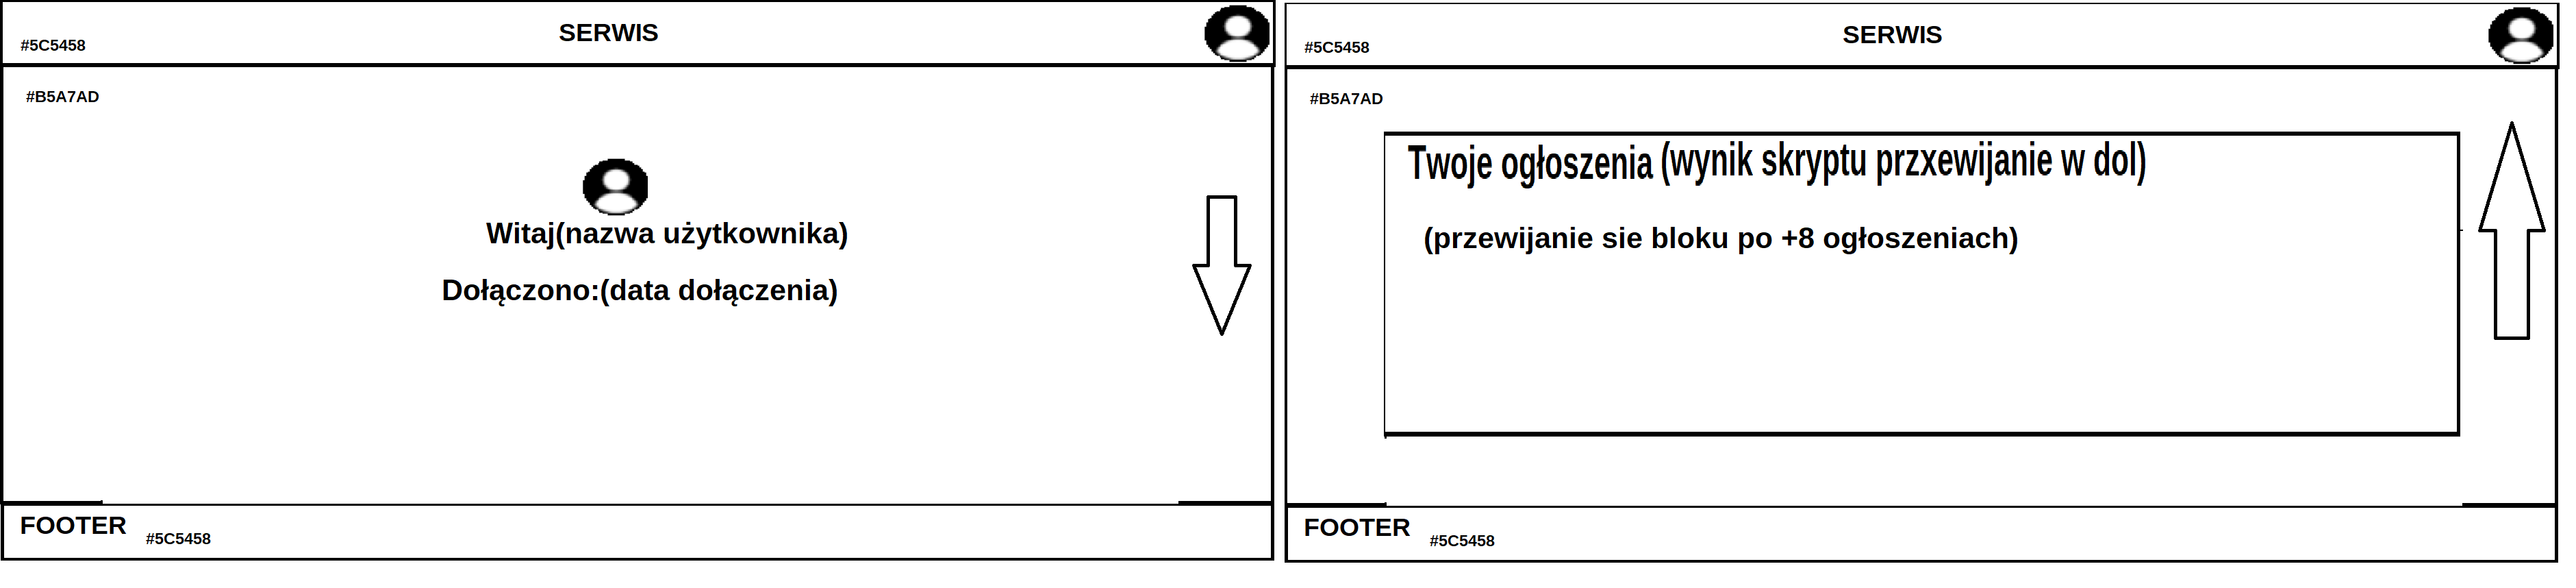 SERWIS
#5C5458
#B5A7AD
Witaj(nazwa użytkownika)
Dołączono:(data dołączenia)
FOOTER #5C5458
SERWIS
#5C5458
#B5A7AD
Twoje ogłoszenia (wynik skryptu przxewijanie w dol)
(przewijanie sie bloku po +8 ogłoszeniach)
FOOTER #5C5458